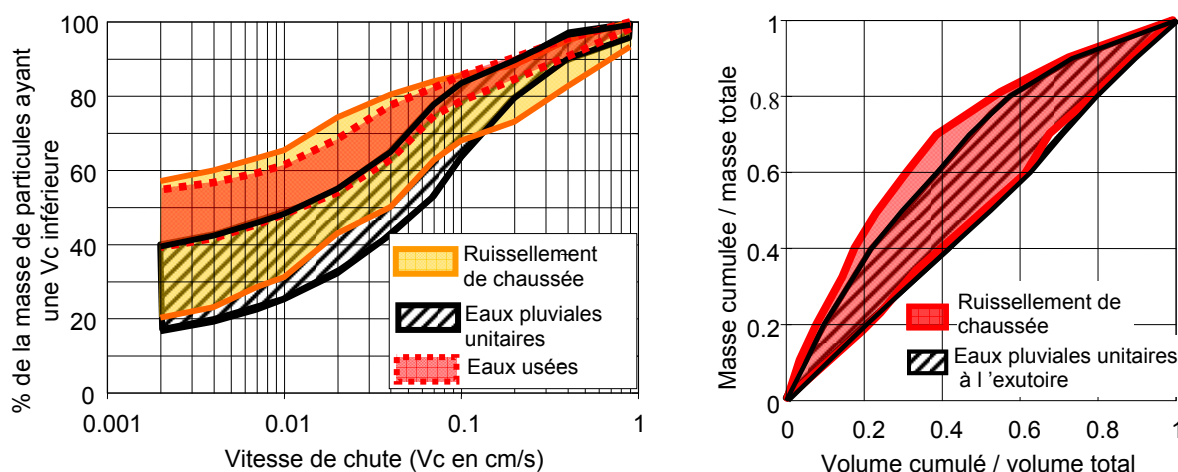 % de la masse de particules ayant
une Vc inférieure
100
80
60
40
20
0
0.001
0.01
0.1
1
Vitesse de chute (Vc en cm/s)
Ruissellement
de chaussée
Eaux pluviales
unitaires
Eaux usées
Masse cumulée / masse totale
1
0.8
0.6
0.4
0.2
0
0
0.2
0.4
0.6
0.8
1
Volume cumulé / volume total
Ruissellement de
chaussée
Eaux pluviales unitaires
à l ’exutoire